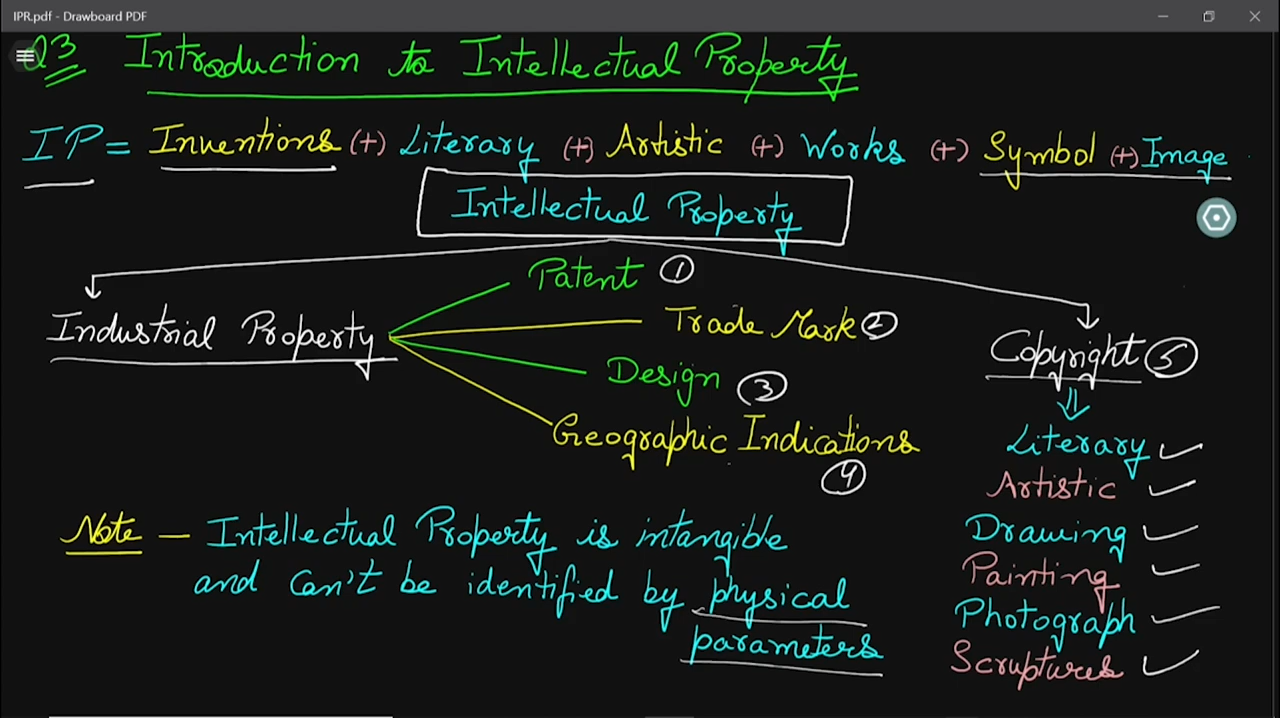 IPR.pdf - Drawboard PDF
Q3 Introduction to Intellectual Property
IP = Inventions (+) Literary (+) Artistic (+) Works (+) Symbol (+) Image
Intellectual Property
Patent 1
Industrial Property
Trade Mark 2
Design 3
Geographic Indications
4
Copyright 5
Literary
Artistic
Drawing
Painting
Photograph
Scruptures
Note - Intellectual Property is intangible
and can't be identified by physical
parameters